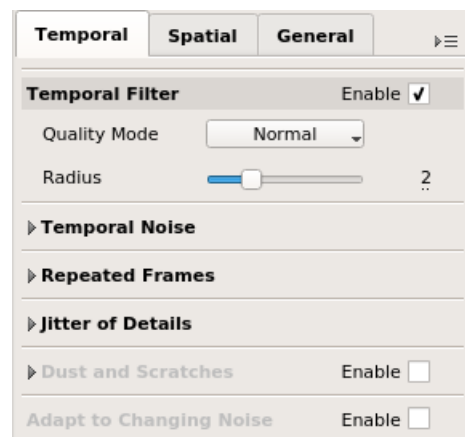 Temporal Spatial General
Temporal Filter Enable
Quality Mode Normal
Radius 2
Temporal Noise
Repeated Frames
Jitter of Details
Dust and Scratches Enable
Adapt to Changing Noise Enable